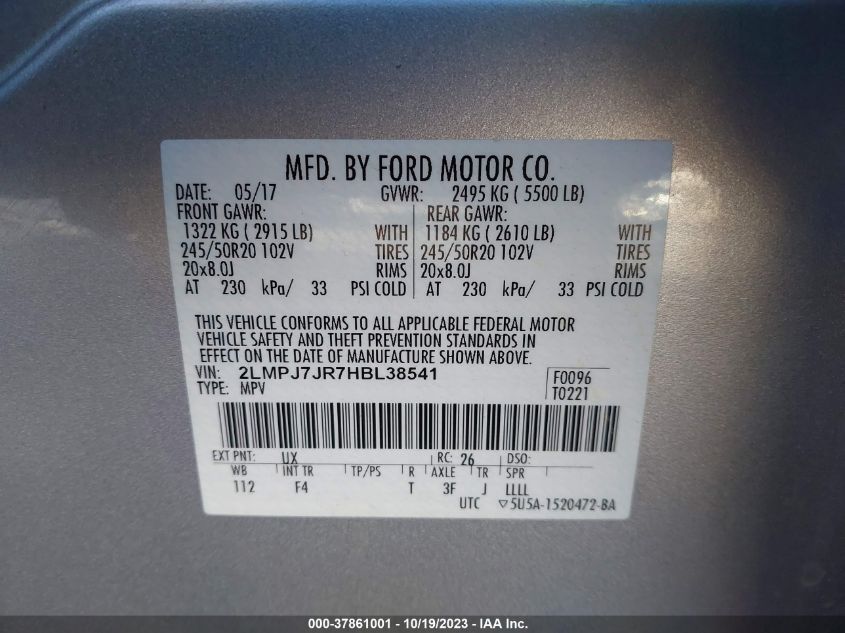 MFD. BY FORD MOTOR CO.
DATE: 05/17 GVWR: 2495 KG ( 5500 LB)
FRONT GAWR: REAR GAWR:
1322 KG ( 2915 LB) WITH 1184 KG ( 2610 LB) WITH
245/50R20 102V TIRES 245/50R20 102V TIRES
20x8.0J RIMS 20x8.0J RIMS
AT 230 kPa/ 33 PSI COLD AT 230 kPa/ 33 PSI COLD
THIS VEHICLE CONFORMS TO ALL APPLICABLE FEDERAL MOTOR
VEHICLE SAFETY AND THEFT PREVENTION STANDARDS IN
EFFECT ON THE DATE OF MANUFACTURE SHOWN ABOVE.
VIN: 2LMPJ7JR7HBL38541 F0096
TYPE: MPV T0221
EXT PNT: UX RC: 26 DSO:
WB INT TR TP/PS R AXLE TR SPR
112 F4 T 3F J LLLL
UTC ▽5U5A-1520472-BA
000-37861001 - 10/19/2023 - IAA Inc.